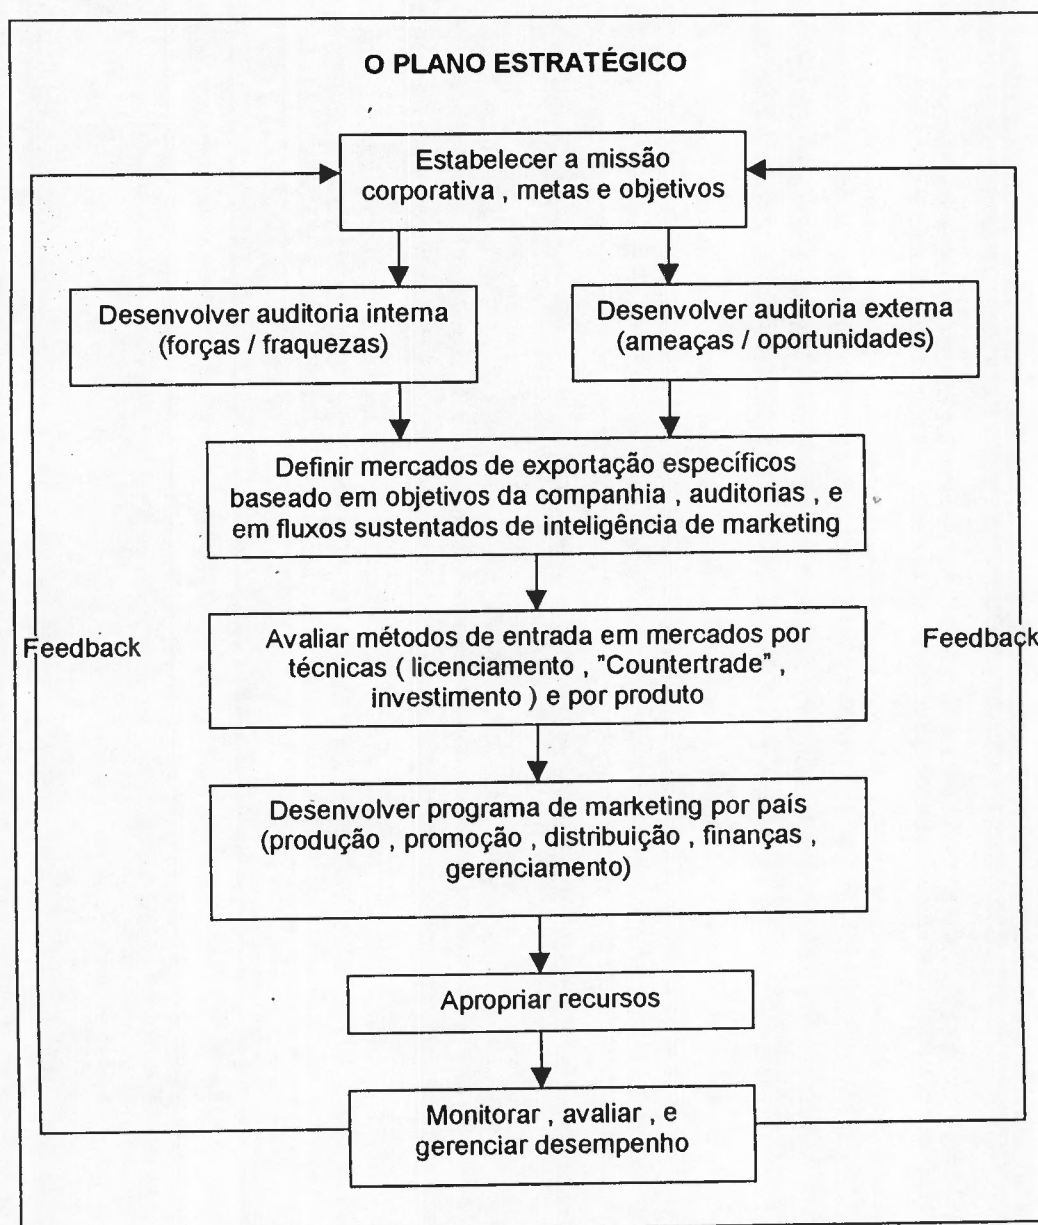 O PLANO ESTRATÉGICO
Estabelecer a missão
corporativa , metas e objetivos
Desenvolver auditoria interna
(forças / fraquezas)
Desenvolver auditoria externa
(ameaças / oportunidades)
Definir mercados de exportação específicos
baseado em objetivos da companhia , auditorias , e
em fluxos sustentados de inteligência de marketing
Feedback
Avaliar métodos de entrada em mercados por
técnicas ( licenciamento , "Countertrade" ,
investimento ) e por produto
Feedback
Desenvolver programa de marketing por país
(produção , promoção , distribuição , finanças ,
gerenciamento)
Apropriar recursos
Monitorar , avaliar , e
gerenciar desempenho